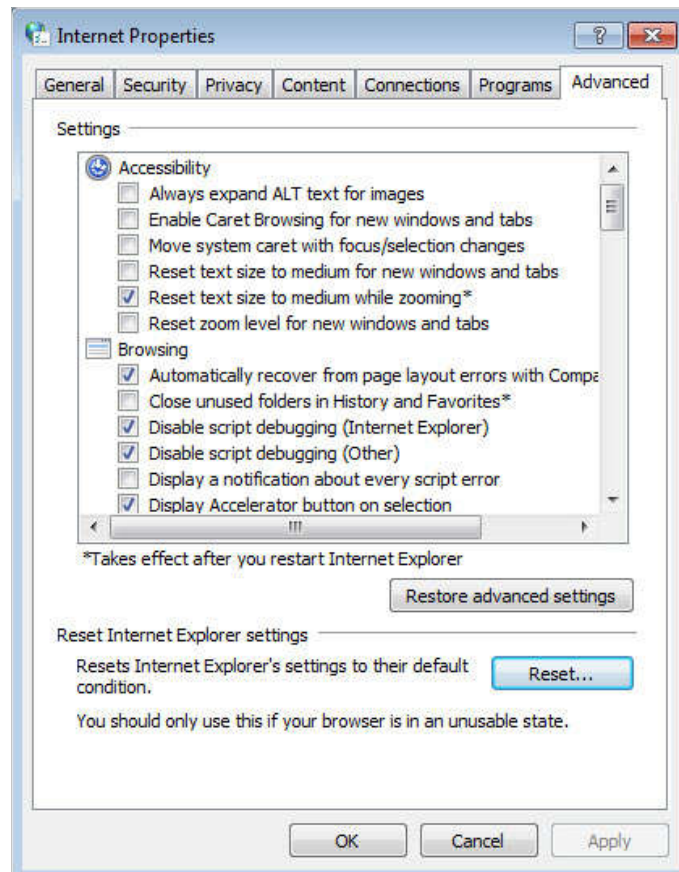 Internet Properties
General Security Privacy Content Connections Programs Advanced
Settings
Accessibility
Always expand ALT text for images
Enable Caret Browsing for new windows and tabs
Move system caret with focus/selection changes
Reset text size to medium for new windows and tabs
Reset text size to medium while zooming*
Reset zoom level for new windows and tabs
Browsing
Automatically recover from page layout errors with Compa
Close unused folders in History and Favorites*
Disable script debugging (Internet Explorer)
Disable script debugging (Other)
Display a notification about every script error
Display Accelerator button on selection
*Takes effect after you restart Internet Explorer
Restore advanced settings
Reset Internet Explorer settings
Resets Internet Explorer's settings to their default
condition.
Reset...
You should only use this if your browser is in an unusable state.
OK Cancel Apply